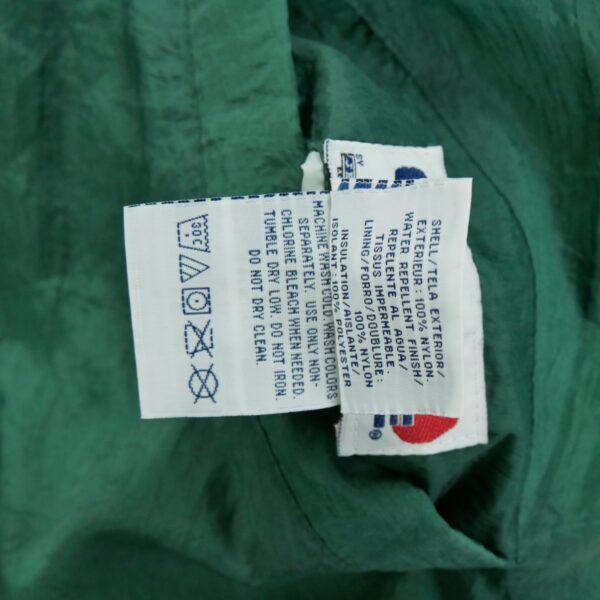 SHELL/TELA EXTERIOR/
EXTERIEUR: 100% NYLON.
WATER REPELLENT FINISH/
REPELENTE AL AGUA/
TISSUS IMPERMEABLE.
LINING/FORRO/DOUBLURE:
100% NYLON
INSULATION/AISLANTE/
ISOLANT: 100% POLYESTER
MACHINE WASH COLD. WASH COLORS
SEPARATELY. USE ONLY NON-
CHLORINE BLEACH WHEN NEEDED.
TUMBLE DRY LOW. DO NOT IRON.
DO NOT DRY CLEAN.
30°C
®